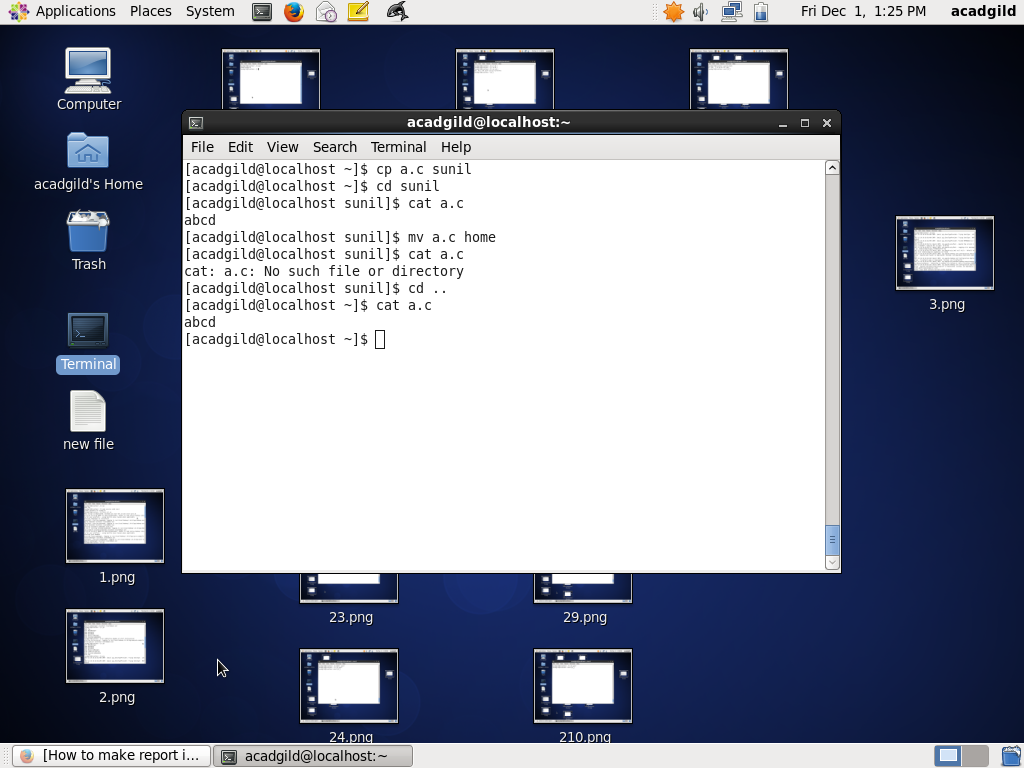 Applications Places System
Fri Dec 1, 1:25 PM acadgild
Computer
acadgild's Home
Trash
Terminal
new file
1.png
2.png
acadgild@localhost:~
File Edit View Search Terminal Help
[acadgild@localhost ~]$ cp a.c sunil
[acadgild@localhost ~]$ cd sunil
[acadgild@localhost sunil]$ cat a.c
abcd
[acadgild@localhost sunil]$ mv a.c home
[acadgild@localhost sunil]$ cat a.c
cat: a.c: No such file or directory
[acadgild@localhost sunil]$ cd ..
[acadgild@localhost ~]$ cat a.c
abcd
[acadgild@localhost ~]$
3.png
23.png
29.png
24.png
210.png
[How to make report i...
acadgild@localhost:~